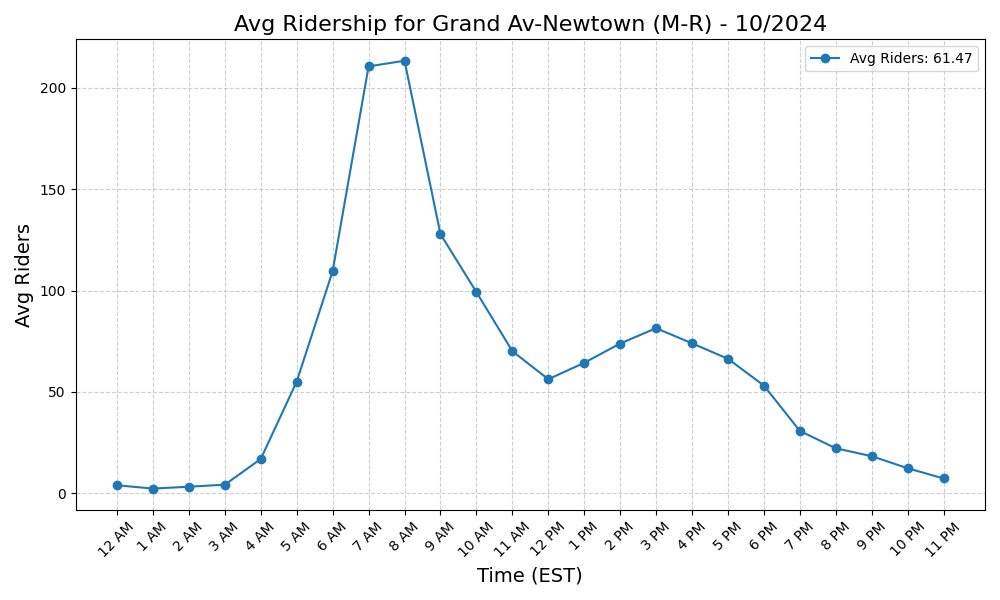 Avg Ridership for Grand Av-Newtown (M-R) - 10/2024
Avg Riders: 61.47
Avg Riders
200
150
100
50
0
12 AM
1 AM
2 AM
3 AM
4 AM
5 AM
6 AM
7 AM
8 AM
9 AM
10 AM
11 AM
12 PM
1 PM
2 PM
3 PM
4 PM
5 PM
6 PM
7 PM
8 PM
9 PM
10 PM
11 PM
Time (EST)